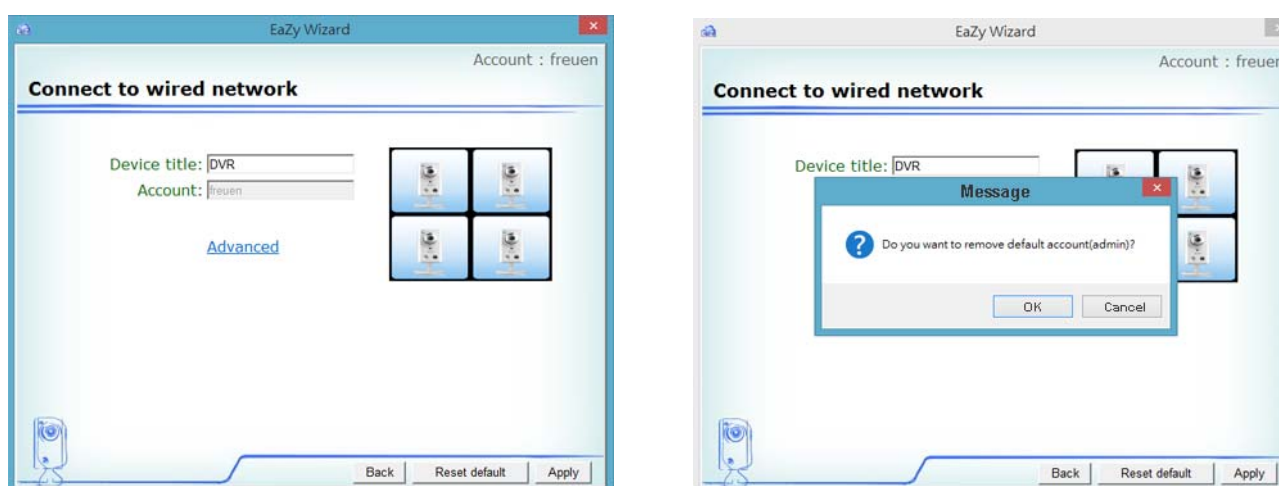 EaZy Wizard
Account : freuen
Connect to wired network
Device title: DVR
Account: freuen
Advanced
Back
Reset default
Apply
EaZy Wizard
Account : freuen
Connect to wired network
Device title: DVR
Message
Do you want to remove default account(admin)?
OK
Cancel
Back
Reset default
Apply